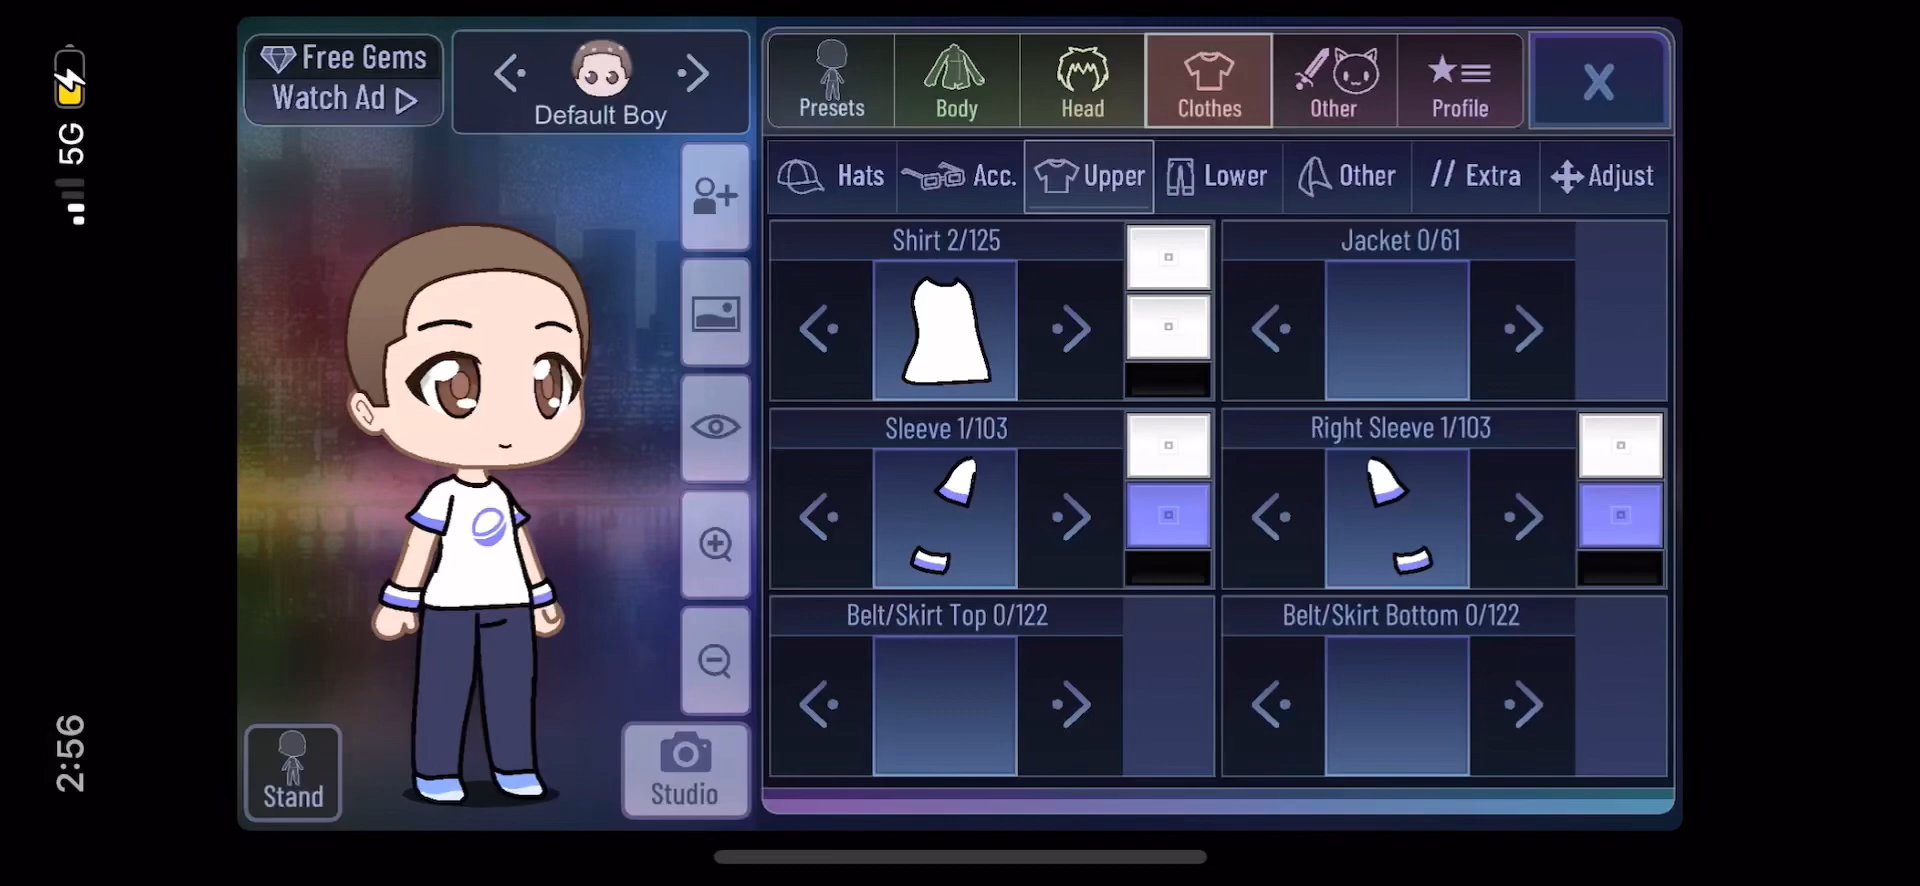 5G
2:56
Free Gems
Watch Ad
Default Boy
Presets
Body
Head
Clothes
Other
Profile
X
Hats
Acc.
Upper
Lower
Other
Extra
Adjust
Shirt 2/125
Jacket 0/61
Sleeve 1/103
Right Sleeve 1/103
Belt/Skirt Top 0/122
Belt/Skirt Bottom 0/122
Stand
Studio